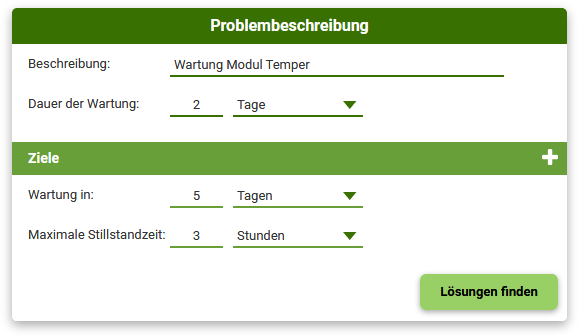 Problembeschreibung
Beschreibung: Wartung Modul Temper
Dauer der Wartung: 2 Tage
Ziele
Wartung in: 5 Tagen
Maximale Stillstandzeit: 3 Stunden
Lösungen finden